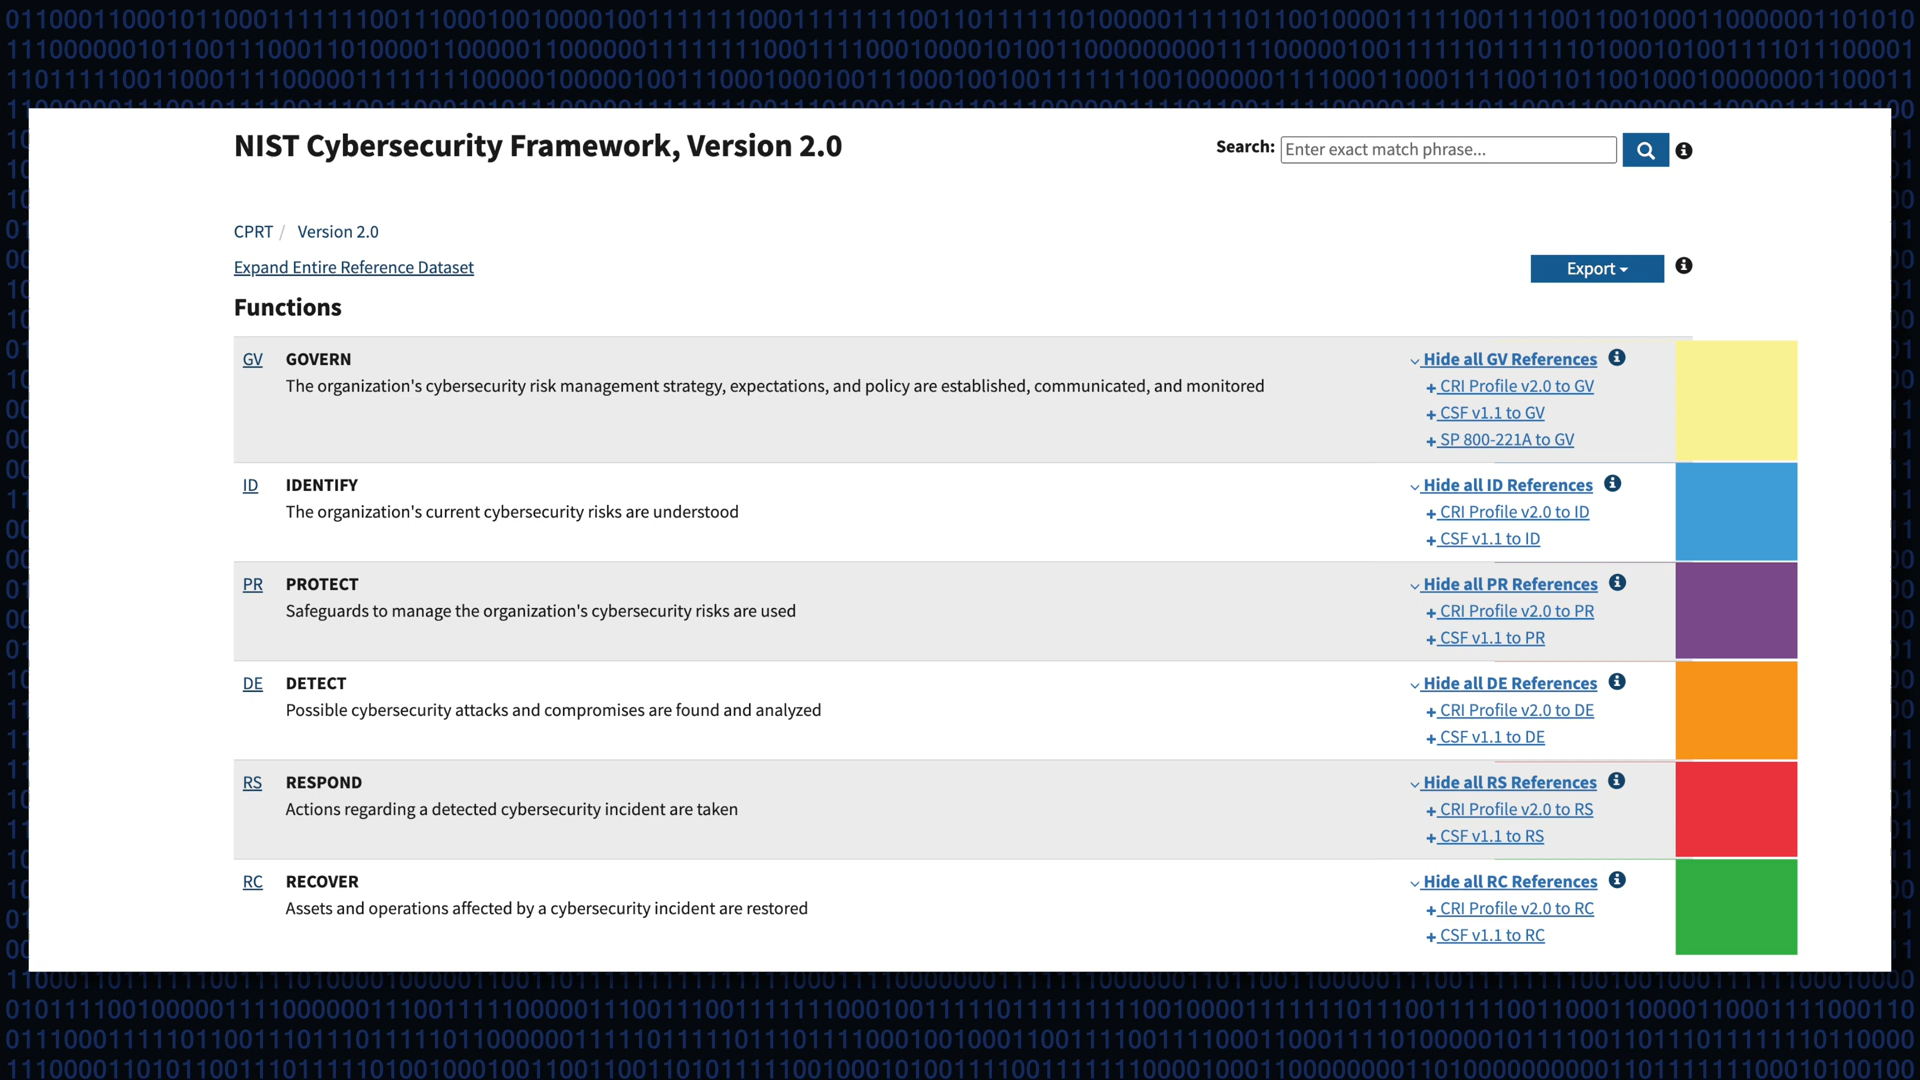 NIST Cybersecurity Framework, Version 2.0
Search: Enter exact match phrase...
CPRT / Version 2.0
Expand Entire Reference Dataset
Export
Functions
GV GOVERN
The organization's cybersecurity risk management strategy, expectations, and policy are established, communicated, and monitored
Hide all GV References
+ CRI Profile v2.0 to GV
+ CSF v1.1 to GV
+ SP 800-221A to GV
ID IDENTIFY
The organization's current cybersecurity risks are understood
Hide all ID References
+ CRI Profile v2.0 to ID
+ CSF v1.1 to ID
PR PROTECT
Safeguards to manage the organization's cybersecurity risks are used
Hide all PR References
+ CRI Profile v2.0 to PR
+ CSF v1.1 to PR
DE DETECT
Possible cybersecurity attacks and compromises are found and analyzed
Hide all DE References
+ CRI Profile v2.0 to DE
+ CSF v1.1 to DE
RS RESPOND
Actions regarding a detected cybersecurity incident are taken
Hide all RS References
+ CRI Profile v2.0 to RS
+ CSF v1.1 to RS
RC RECOVER
Assets and operations affected by a cybersecurity incident are restored
Hide all RC References
+ CRI Profile v2.0 to RC
+ CSF v1.1 to RC